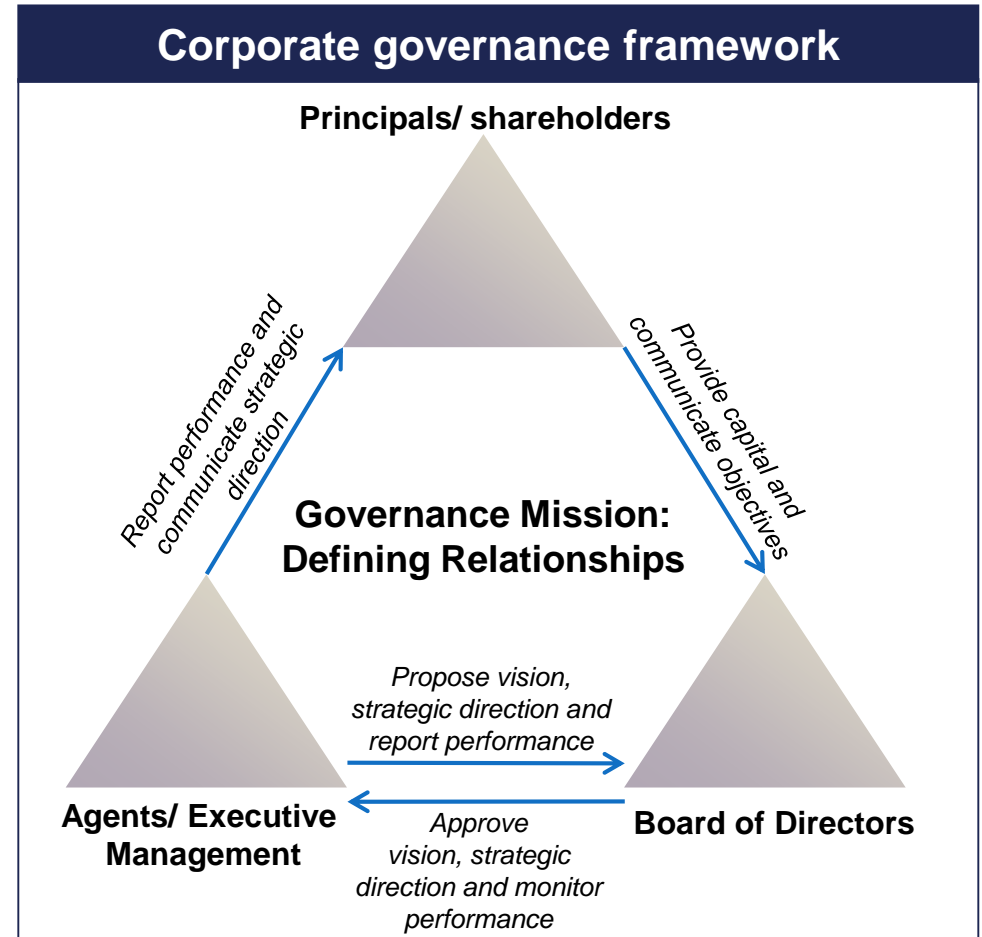 Corporate governance framework
Principals/ shareholders
Report performance and
communicate strategic
direction
Provide capital and
communicate objectives
Governance Mission:
Defining Relationships
Propose vision,
strategic direction and
report performance
Agents/ Executive
Management
Board of Directors
Approve
vision, strategic
direction and monitor
performance